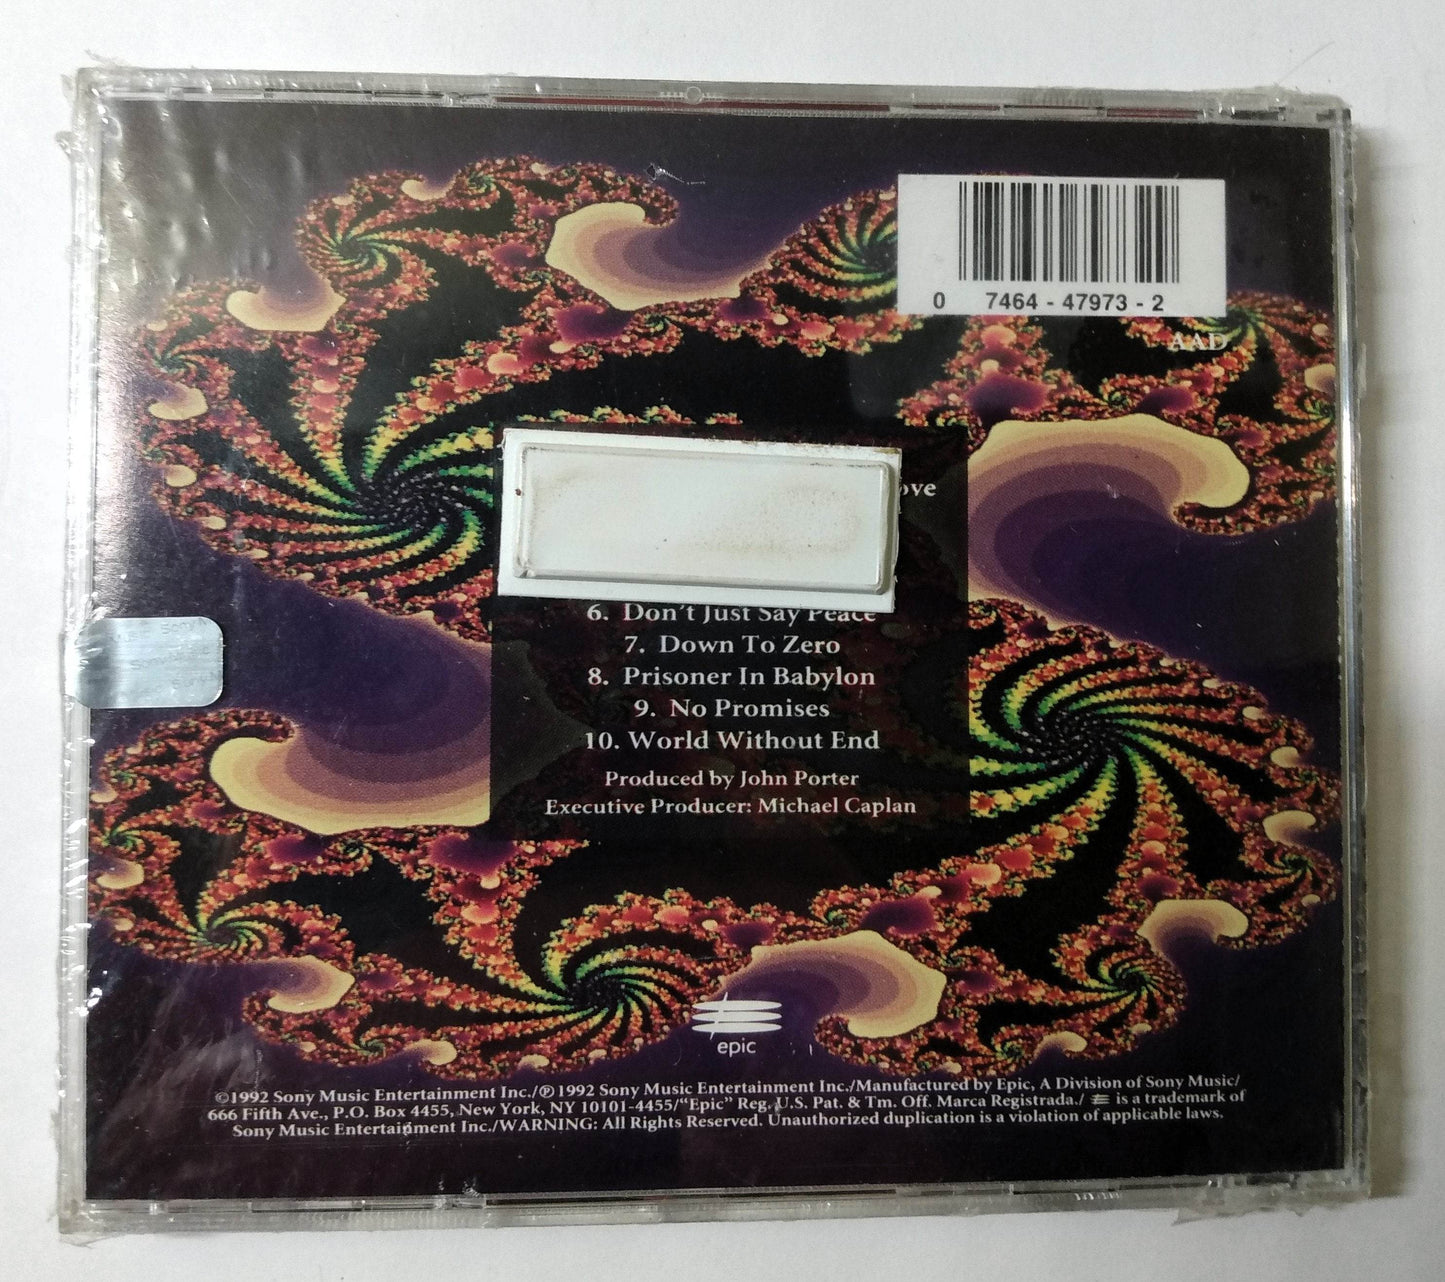 0 7464 - 47973 - 2
AAD
ove
6. Don't Just Say Peace
7. Down To Zero
8. Prisoner In Babylon
9. No Promises
10. World Without End
Produced by John Porter
Executive Producer: Michael Caplan
epic
©1992 Sony Music Entertainment Inc./℗ 1992 Sony Music Entertainment Inc./Manufactured by Epic, A Division of Sony Music/
666 Fifth Ave., P.O. Box 4455, New York, NY 10101-4455/"Epic" Reg. U.S. Pat. & Tm. Off. Marca Registrada./ is a trademark of
Sony Music Entertainment Inc./WARNING: All Rights Reserved. Unauthorized duplication is a violation of applicable laws.